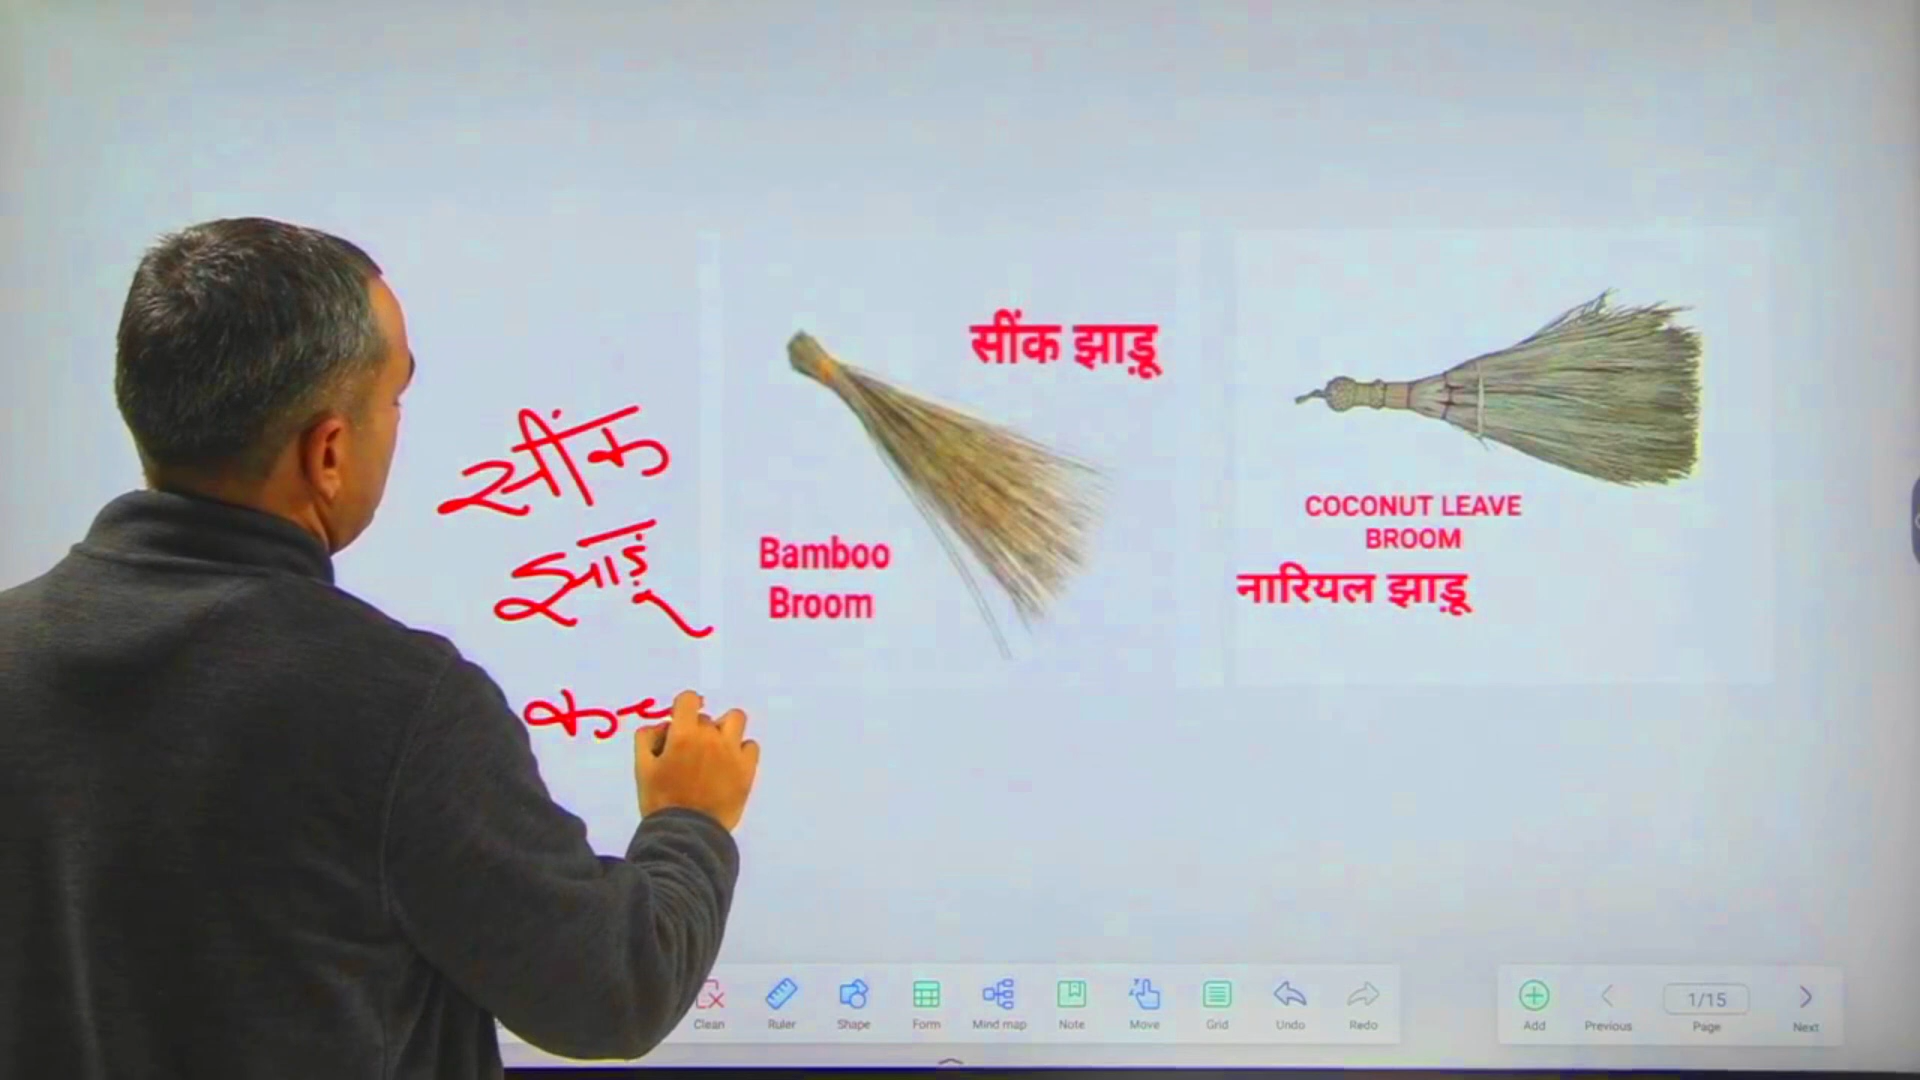 सींक
झाड़ू
सींक झाड़ू
Bamboo
Broom
COCONUT LEAVE
BROOM
नारियल झाड़ू
Clean
Ruler
Shape
Form
Mind map
Note
Move
Grid
Undo
Redo
Add
Previous
1/15
Page
Next